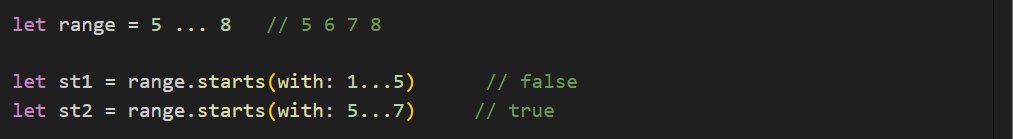 let range = 5 ... 8   // 5 6 7 8
let st1 = range.starts(with: 1...5)      // false
let st2 = range.starts(with: 5...7)     // true